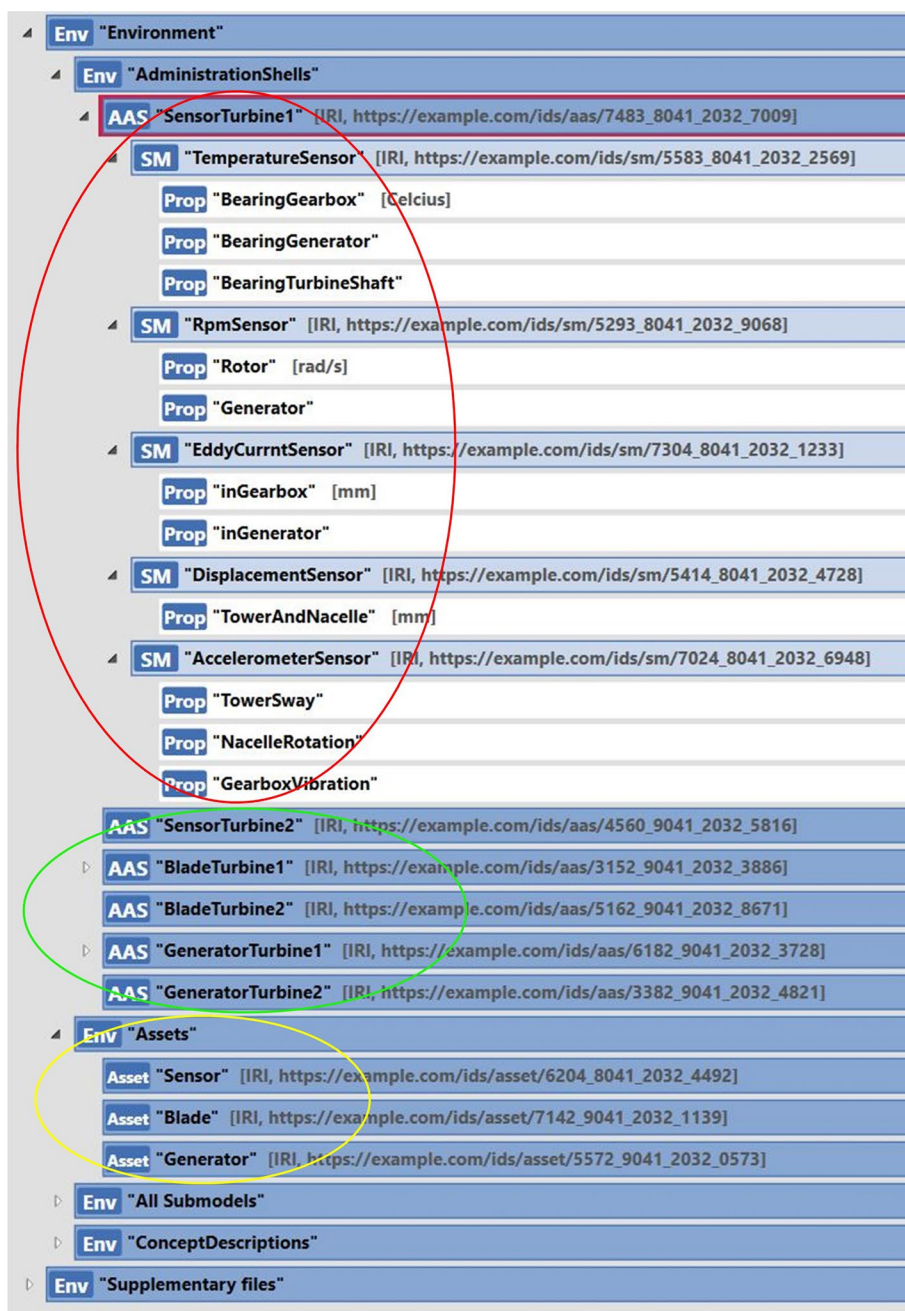 Env "Environment"
Env "AdministrationShells"
AAS "SensorTurbine1" [IRI, https://example.com/ids/aas/7483_8041_2032_7009]
SM "TemperatureSensor" [IRI, https://example.com/ids/sm/5583_8041_2032_2569]
Prop "BearingGearbox" [Celcius]
Prop "BearingGenerator"
Prop "BearingTurbineShaft"
SM "RpmSensor" [IRI, https://example.com/ids/sm/5293_8041_2032_9068]
Prop "Rotor" [rad/s]
Prop "Generator"
SM "EddyCurrntSensor" [IRI, https://example.com/ids/sm/7304_8041_2032_1233]
Prop "inGearbox" [mm]
Prop "inGenerator"
SM "DisplacementSensor" [IRI, https://example.com/ids/sm/5414_8041_2032_4728]
Prop "TowerAndNacelle" [mm]
SM "AccelerometerSensor" [IRI, https://example.com/ids/sm/7024_8041_2032_6948]
Prop "TowerSway"
Prop "NacelleRotation"
Prop "GearboxVibration"
AAS "SensorTurbine2" [IRI, https://example.com/ids/aas/4560_9041_2032_5816]
AAS "BladeTurbine1" [IRI, https://example.com/ids/aas/3152_9041_2032_3886]
AAS "BladeTurbine2" [IRI, https://example.com/ids/aas/5162_9041_2032_8671]
AAS "GeneratorTurbine1" [IRI, https://example.com/ids/aas/6182_9041_2032_3728]
AAS "GeneratorTurbine2" [IRI, https://example.com/ids/aas/3382_9041_2032_4821]
Env "Assets"
Asset "Sensor" [IRI, https://example.com/ids/asset/6204_8041_2032_4492]
Asset "Blade" [IRI, https://example.com/ids/asset/7142_9041_2032_1139]
Asset "Generator" [IRI, https://example.com/ids/asset/5572_9041_2032_0573]
Env "All Submodels"
Env "ConceptDescriptions"
Env "Supplementary files"